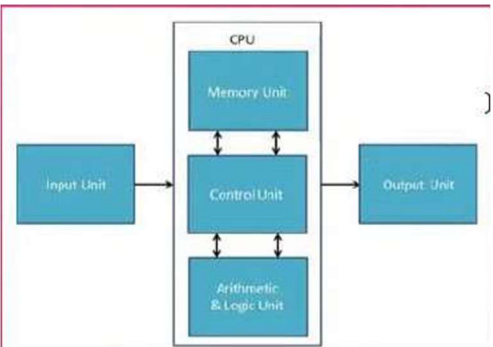 CPU
Memory Unit
Input Unit
Control Unit
Output Unit
Arithmetic
& Logic Unit